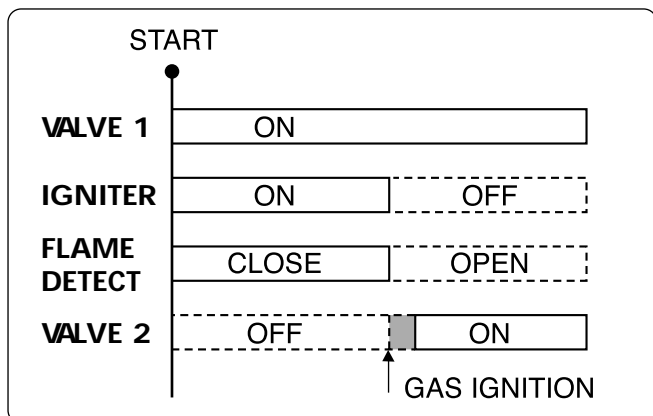 START
VALVE 1 ON
IGNITER ON OFF
FLAME
DETECT CLOSE OPEN
VALVE 2 OFF ON
GAS IGNITION